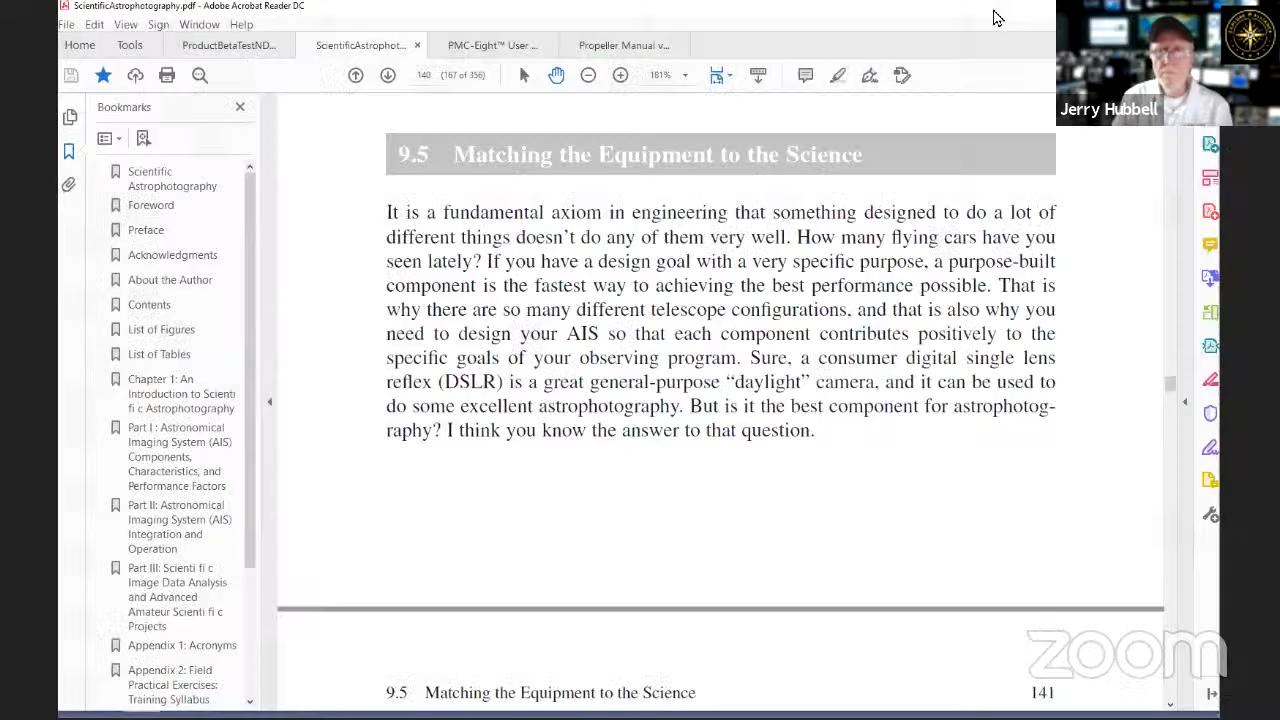 ScientificAstrophotography.pdf - Adobe Acrobat Reader DC
File Edit View Sign Window Help
Home Tools ProductBetaTestND... ScientificAstrophot... × PMC-Eight™ User ... Propeller Manual v...
140 (167 of 356) 181%
Jerry Hubbell
Bookmarks
Scientific
Astrophotography
Foreword
Preface
Acknowledgments
About the Author
Contents
List of Figures
List of Tables
Chapter 1: An
Introduction to Scienti
fi c Astrophotography
Part I : Astronomical
Imaging System (AIS)
Components,
Characteristics, and
Performance Factors
Part II: Astronomical
Imaging System (AIS)
Integration and
Operation
Part III: Scienti fi c
Image Data Analysis
and Advanced
Amateur Scienti fi c
Projects
Appendix 1: Acronyms
Appendix 2: Field
Practical Exercises:
Training Syllabus
9.5 Matching the Equipment to the Science
It is a fundamental axiom in engineering that something designed to do a lot of
different things doesn't do any of them very well. How many flying cars have you
seen lately? If you have a design goal with a very specific purpose, a purpose-built
component is the fastest way to achieving the best performance possible. That is
why there are so many different telescope configurations, and that is also why you
need to design your AIS so that each component contributes positively to the
specific goals of your observing program. Sure, a consumer digital single lens
reflex (DSLR) is a great general-purpose “daylight” camera, and it can be used to
do some excellent astrophotography. But is it the best component for astrophotog-
raphy? I think you know the answer to that question.
zoom
9.5 Matching the Equipment to the Science 141